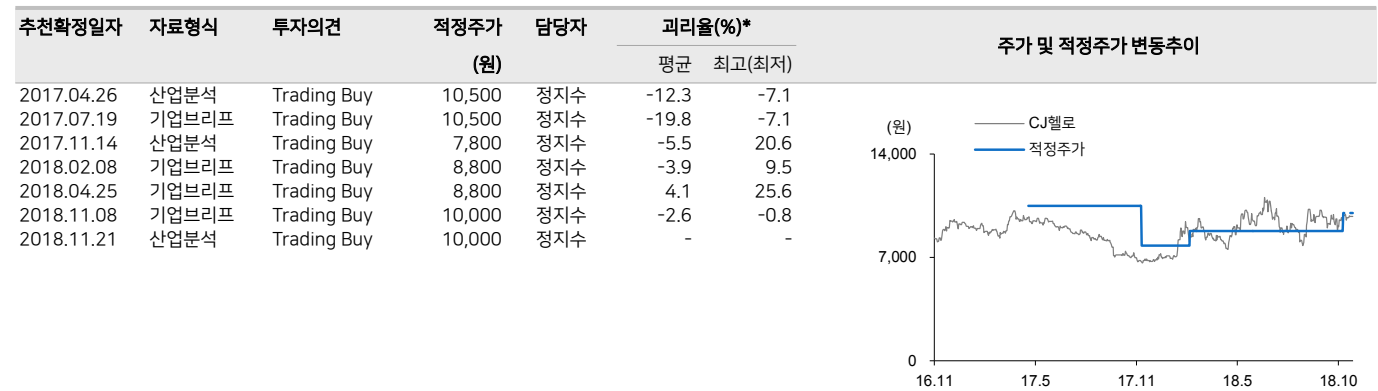 추천확정일자 자료형식 투자의견 적정주가 담당자 괴리율(%)* 주가 및 적정주가 변동추이
(원) 평균 최고(최저)
2017.04.26 산업분석 Trading Buy 10,500 정지수 -12.3 -7.1
2017.07.19 기업브리프 Trading Buy 10,500 정지수 -19.8 -7.1
2017.11.14 산업분석 Trading Buy 7,800 정지수 -5.5 20.6
2018.02.08 기업브리프 Trading Buy 8,800 정지수 -3.9 9.5
2018.04.25 기업브리프 Trading Buy 8,800 정지수 4.1 25.6
2018.11.08 기업브리프 Trading Buy 10,000 정지수 -2.6 -0.8
2018.11.21 산업분석 Trading Buy 10,000 정지수 - -
(원)
CJ헬로
적정주가
14,000
7,000
0
16.11 17.5 17.11 18.5 18.10